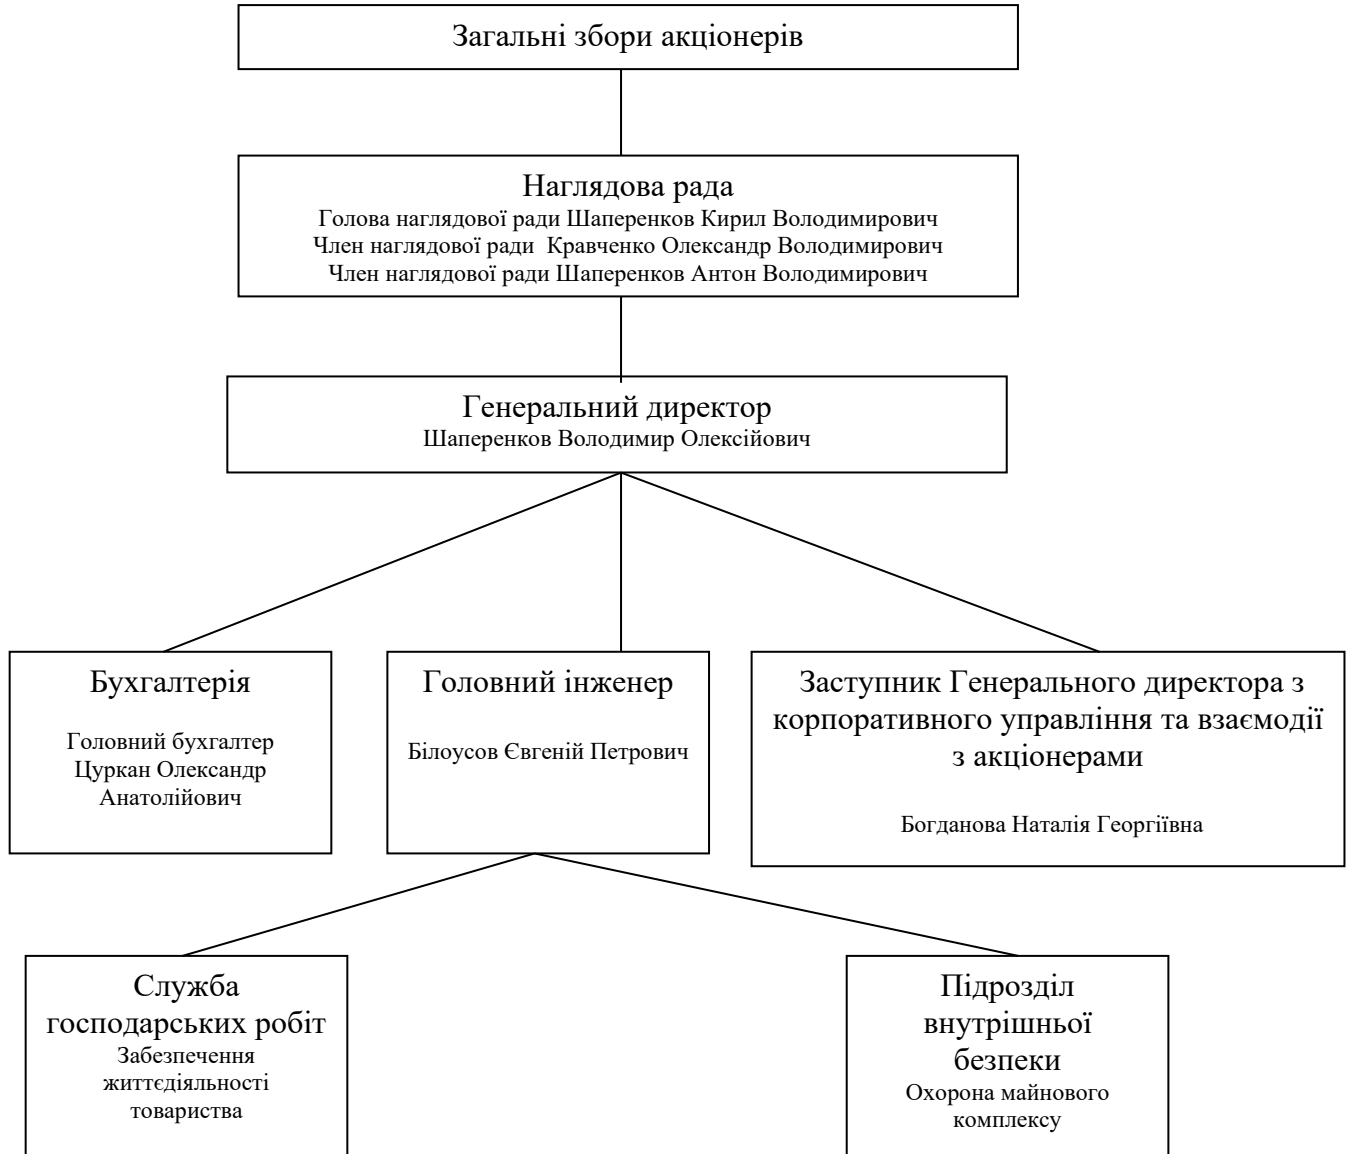 Загальні збори акціонерів
Наглядова рада
Голова наглядової ради Шаперенков Кирил Володимирович
Член наглядової ради  Кравченко Олександр Володимирович
Член наглядової ради Шаперенков Антон Володимирович
Генеральний директор
Шаперенков Володимир Олексійович
Бухгалтерія
Головний бухгалтер
Цуркан Олександр
Анатолійович
Головний інженер
Білоусов Євгеній Петрович
Заступник Генерального директора з
корпоративного управління та взаємодії
з акціонерами
Богданова Наталія Георгіївна
Служба
господарських робіт
Забезпечення
життєдіяльності
товариства
Підрозділ
внутрішньої
безпеки
Охорона майнового
комплексу